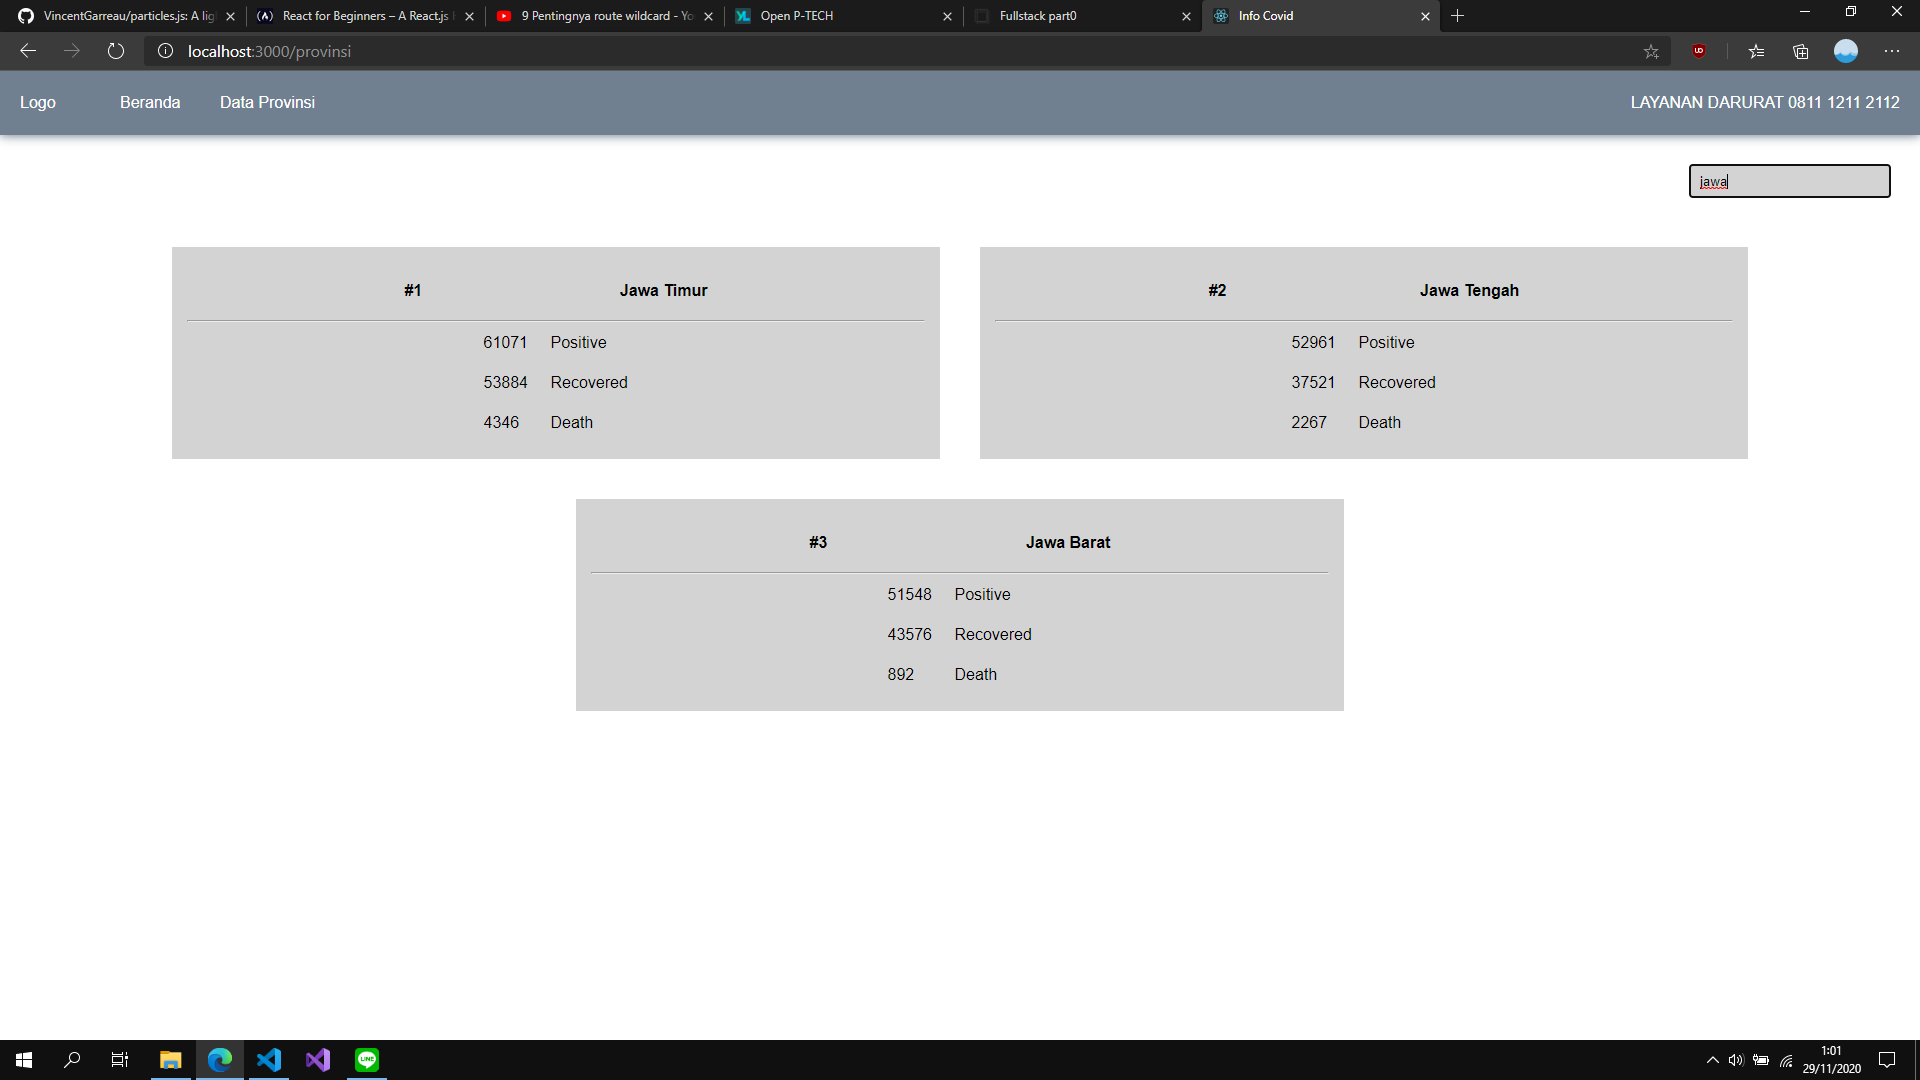 VincentGarreau/particles.js: A lig
React for Beginners – A React.js
9 Pentingnya route wildcard - Yo
Open P-TECH
Fullstack part0
Info Covid
localhost:3000/provinsi
Logo
Beranda
Data Provinsi
LAYANAN DARURAT 0811 1211 2112
jawa
#1 Jawa Timur
61071 Positive
53884 Recovered
4346 Death
#2 Jawa Tengah
52961 Positive
37521 Recovered
2267 Death
#3 Jawa Barat
51548 Positive
43576 Recovered
892 Death
LINE
1:01
29/11/2020